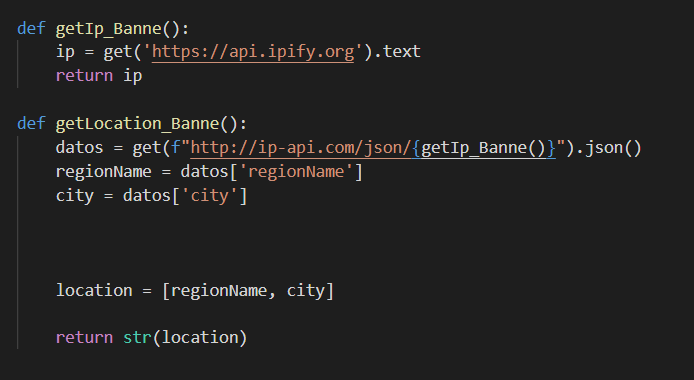 def getIp_Banne():
    ip = get('https://api.ipify.org').text
    return ip
def getLocation_Banne():
    datos = get(f"http://ip-api.com/json/{getIp_Banne()}").json()
    regionName = datos['regionName']
    city = datos['city']
    location = [regionName, city]
    return str(location)